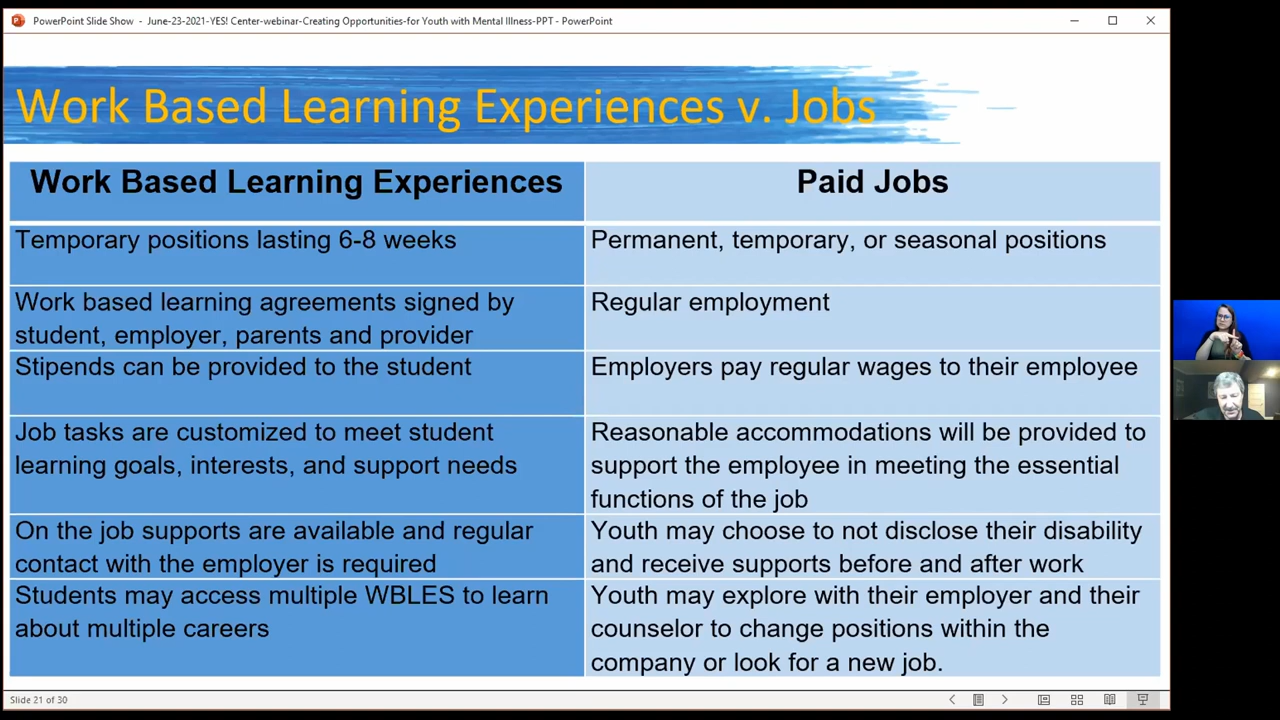 PowerPoint Slide Show - June-23-2021-YES! Center-webinar-Creating Opportunities-for Youth with Mental Illness-PPT - PowerPoint
Work Based Learning Experiences v. Jobs
Work Based Learning Experiences
Paid Jobs
Temporary positions lasting 6-8 weeks
Permanent, temporary, or seasonal positions
Work based learning agreements signed by
student, employer, parents and provider
Regular employment
Stipends can be provided to the student
Employers pay regular wages to their employee
Job tasks are customized to meet student
learning goals, interests, and support needs
Reasonable accommodations will be provided to
support the employee in meeting the essential
functions of the job
On the job supports are available and regular
contact with the employer is required
Youth may choose to not disclose their disability
and receive supports before and after work
Students may access multiple WBLES to learn
about multiple careers
Youth may explore with their employer and their
counselor to change positions within the
company or look for a new job.
Slide 21 of 30